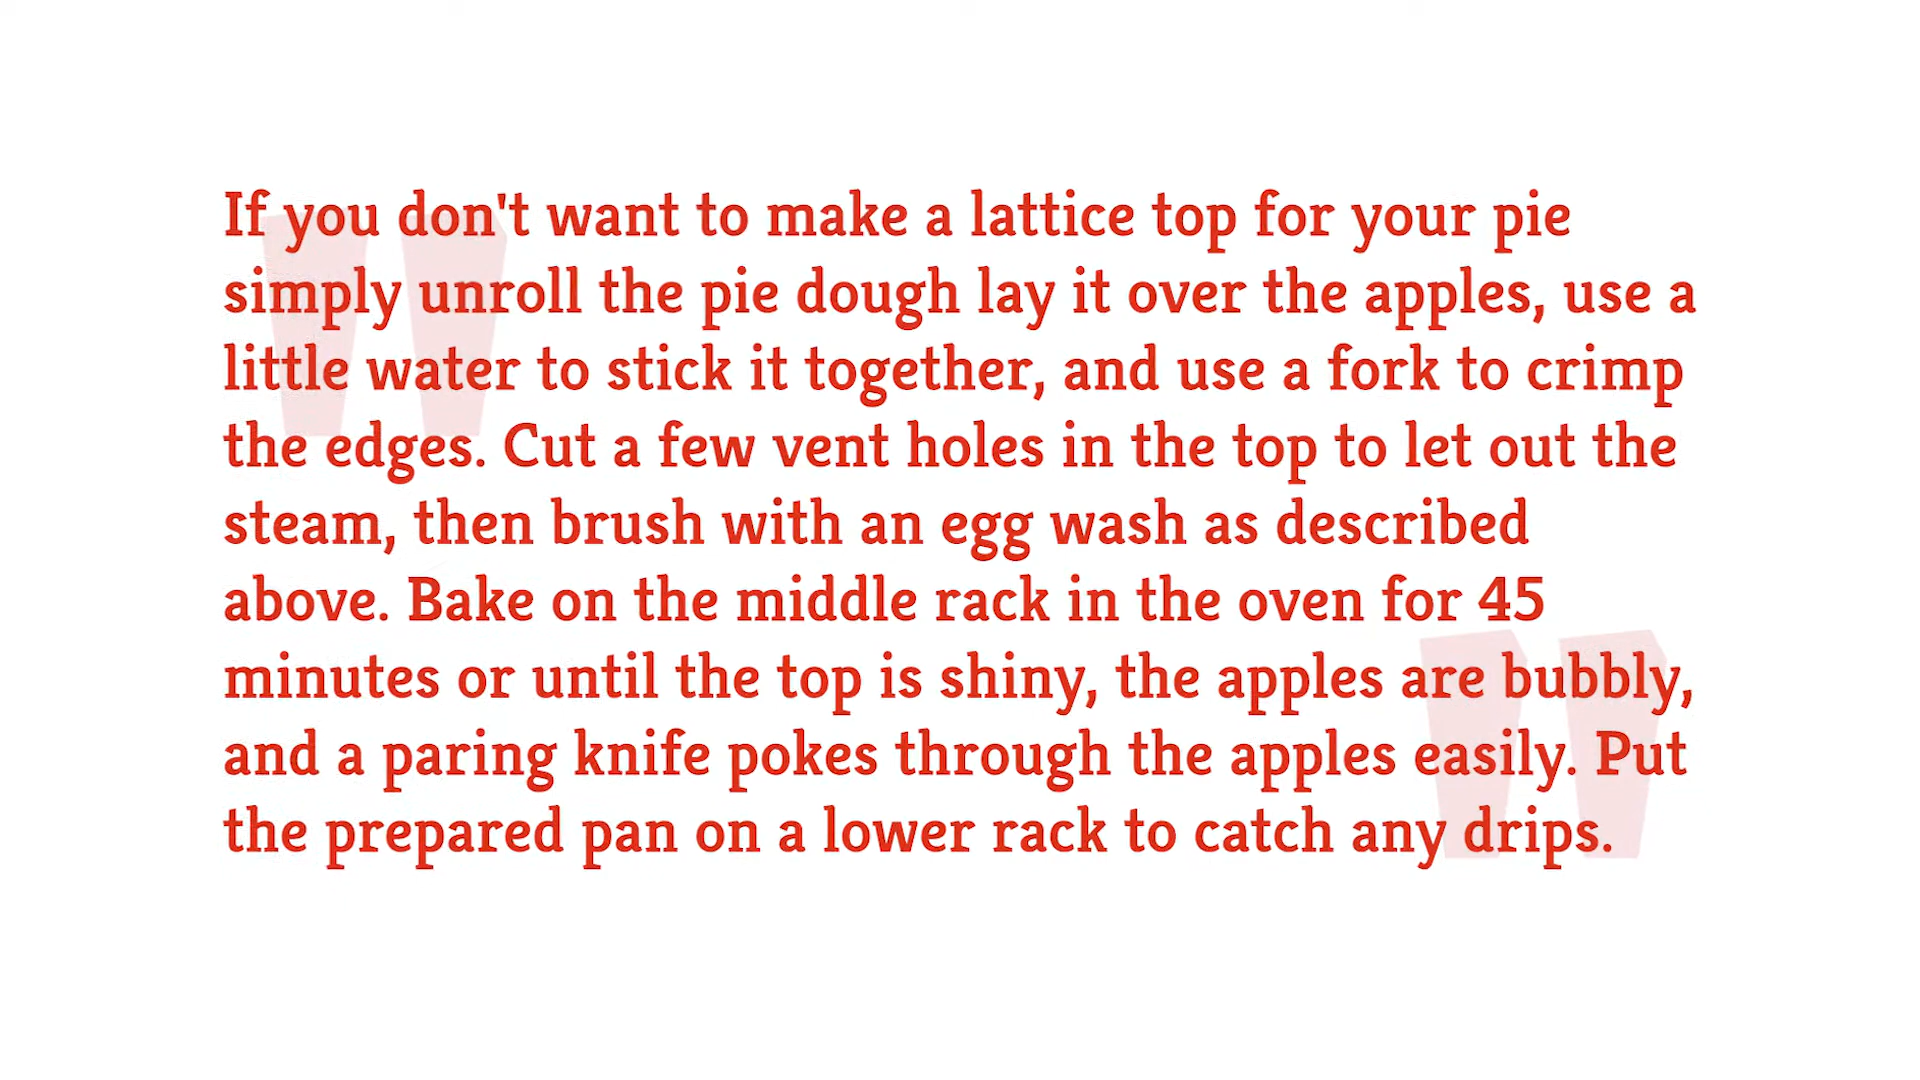 If you don't want to make a lattice top for your pie
simply unroll the pie dough lay it over the apples, use a
little water to stick it together, and use a fork to crimp
the edges. Cut a few vent holes in the top to let out the
steam, then brush with an egg wash as described
above. Bake on the middle rack in the oven for 45
minutes or until the top is shiny, the apples are bubbly,
and a paring knife pokes through the apples easily. Put
the prepared pan on a lower rack to catch any drips.